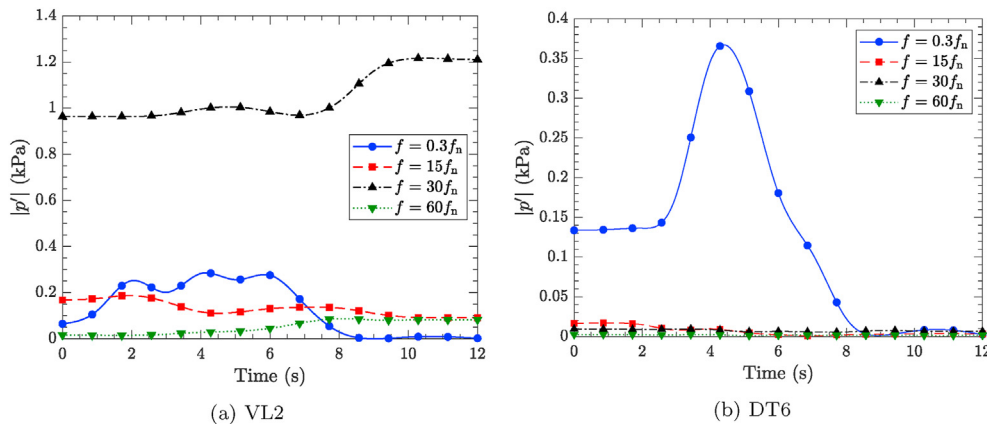 1.4
1.2
1
0.8
0.6
0.4
0.2
0
|p′| (kPa)
f = 0.3fn
f = 15fn
f = 30fn
f = 60fn
0 2 4 6 8 10 12
Time (s)
(a) VL2
0.4
0.35
0.3
0.25
0.2
0.15
0.1
0.05
0
|p′| (kPa)
f = 0.3fn
f = 15fn
f = 30fn
f = 60fn
0 2 4 6 8 10 12
Time (s)
(b) DT6